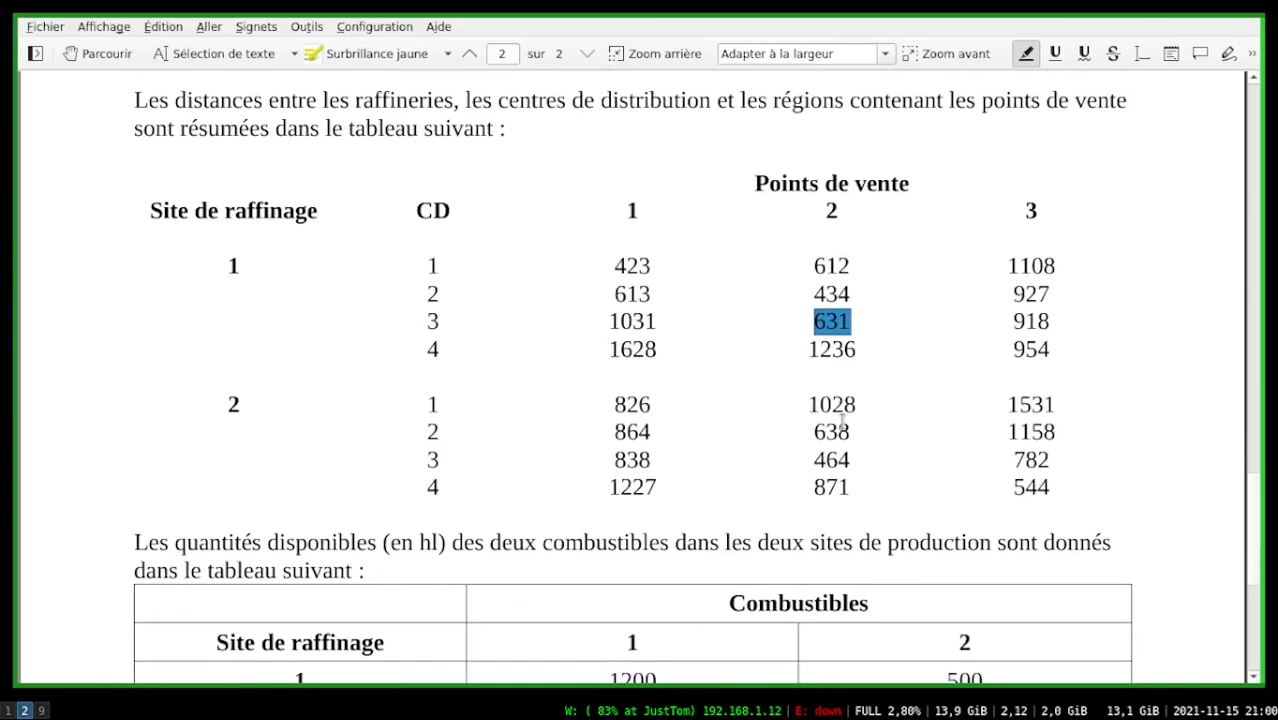 Fichier Affichage Édition Aller Signets Outils Configuration Aide
Parcourir Sélection de texte Surbrillance jaune 2 sur 2 Zoom arrière Adapter à la largeur Zoom avant
Les distances entre les raffineries, les centres de distribution et les régions contenant les points de vente
sont résumées dans le tableau suivant :
Points de vente
Site de raffinage CD 1 2 3
1 1 423 612 1108
2 613 434 927
3 1031 631 918
4 1628 1236 954
2 1 826 1028 1531
2 864 638 1158
3 838 464 782
4 1227 871 544
Les quantités disponibles (en hl) des deux combustibles dans les deux sites de production sont donnés
dans le tableau suivant :
Combustibles
Site de raffinage 1 2
1 1200 500
1 2 9 W: ( 83% at JustTom) 192.168.1.12 | E: down | FULL 2,80% | 13,9 GiB | 2,12 | 2,0 GiB 13,1 GiB | 2021-11-15 21:00